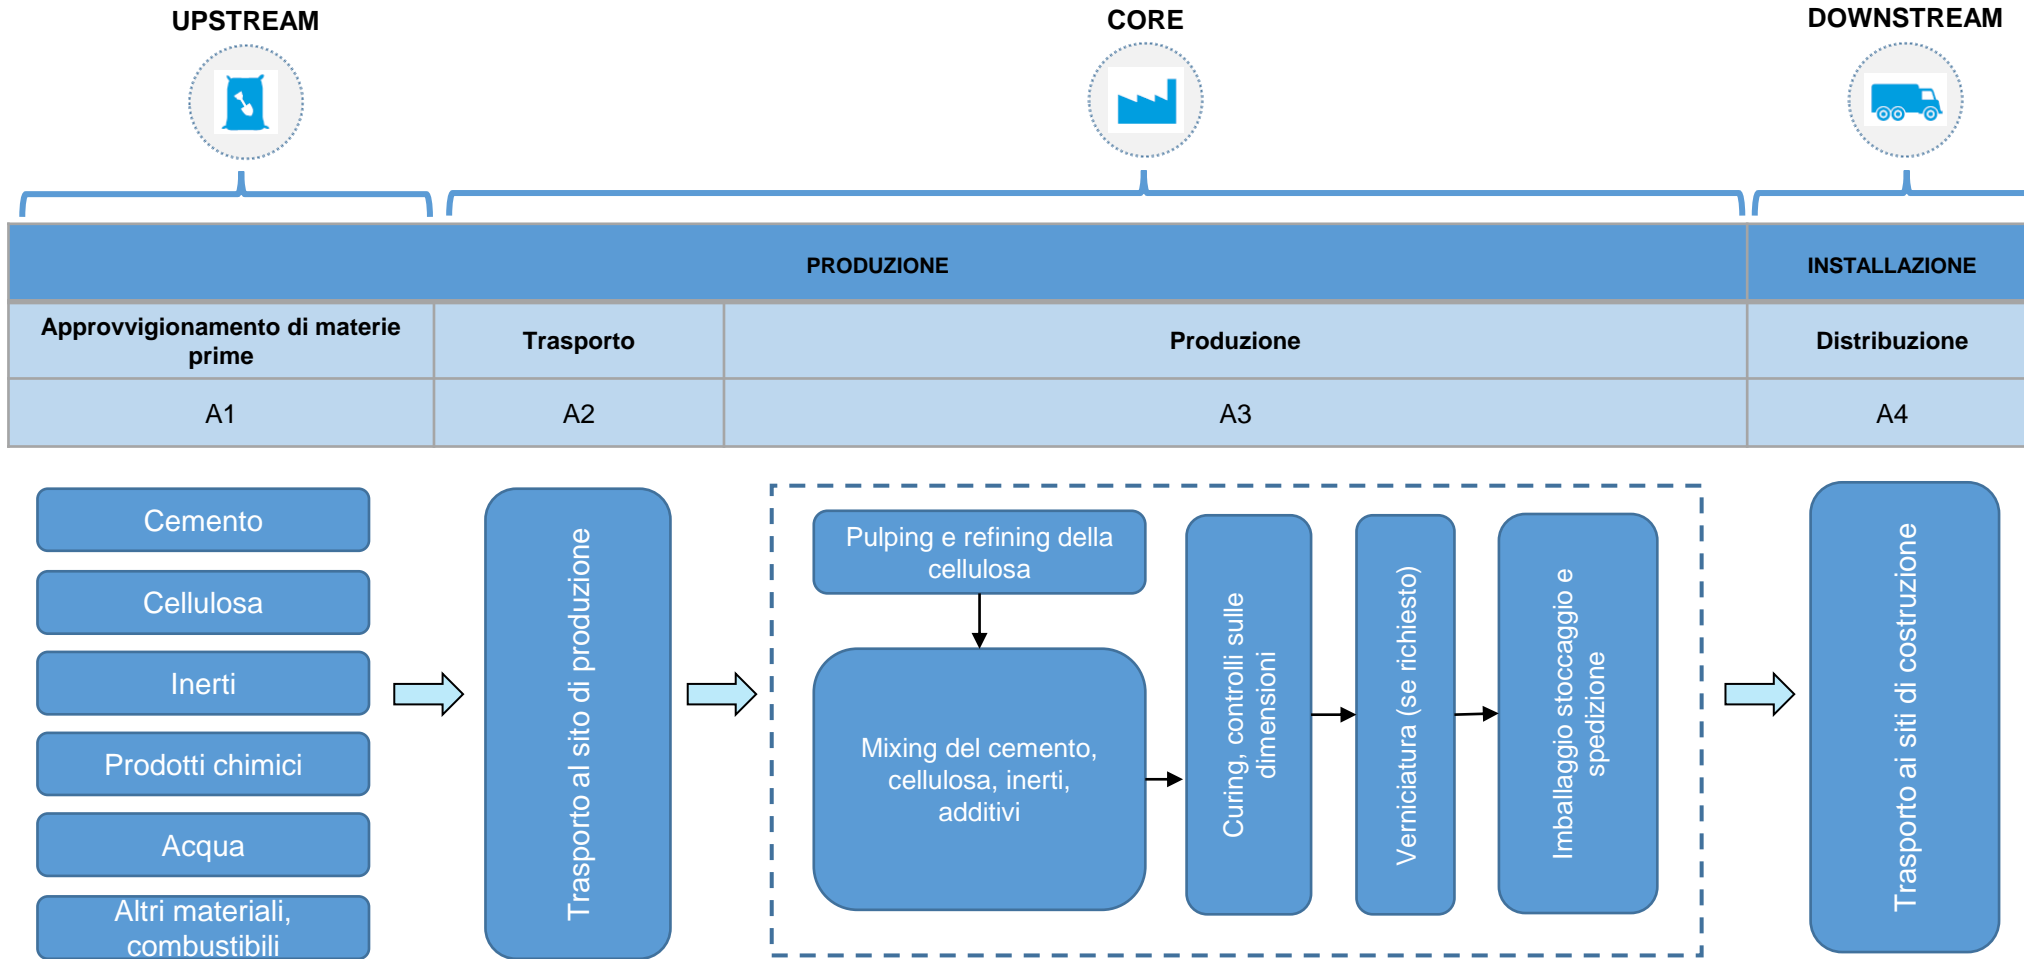 UPSTREAM
CORE
DOWNSTREAM
PRODUZIONE
INSTALLAZIONE
Approvvigionamento di materie
prime
Trasporto
Produzione
Distribuzione
A1
A2
A3
A4
Cemento
Cellulosa
Inerti
Prodotti chimici
Acqua
Altri materiali,
combustibili
Trasporto al sito di produzione
Pulping e refining della
cellulosa
Mixing del cemento,
cellulosa, inerti,
additivi
Curing, controlli sulle
dimensioni
Verniciatura (se richiesto)
Imballaggio stoccaggio e
spedizione
Trasporto ai siti di costruzione